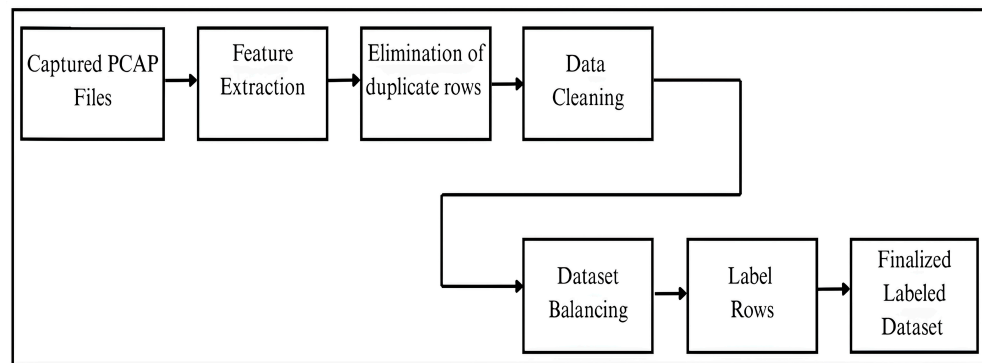 Captured PCAP
Files
Feature
Extraction
Elimination of
duplicate rows
Data
Cleaning
Dataset
Balancing
Label
Rows
Finalized
Labeled
Dataset